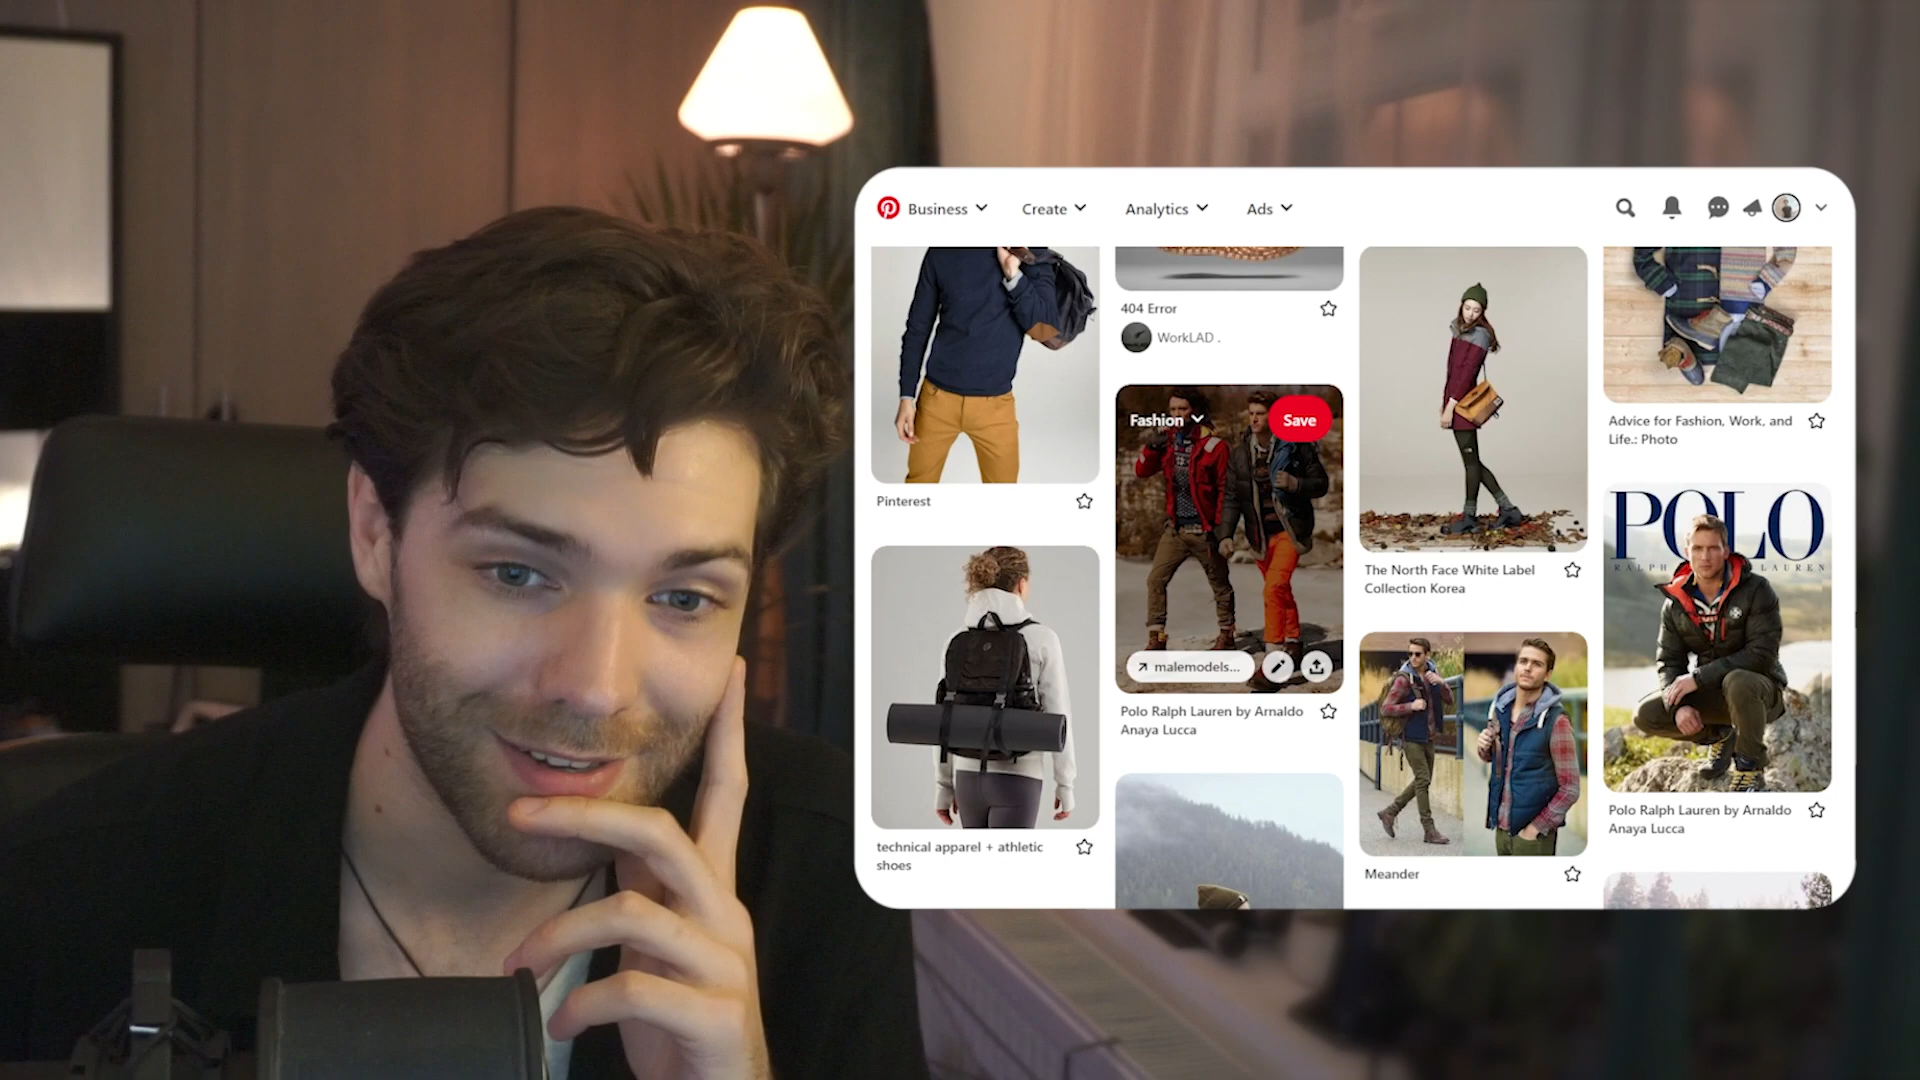 Business
Create
Analytics
Ads
Pinterest
technical apparel + athletic
shoes
404 Error
WorkLAD .
Fashion
Save
malemodels...
Polo Ralph Lauren by Arnaldo
Anaya Lucca
The North Face White Label
Collection Korea
Meander
Advice for Fashion, Work, and
Life.: Photo
POLO
RALPH LAUREN
Polo Ralph Lauren by Arnaldo
Anaya Lucca